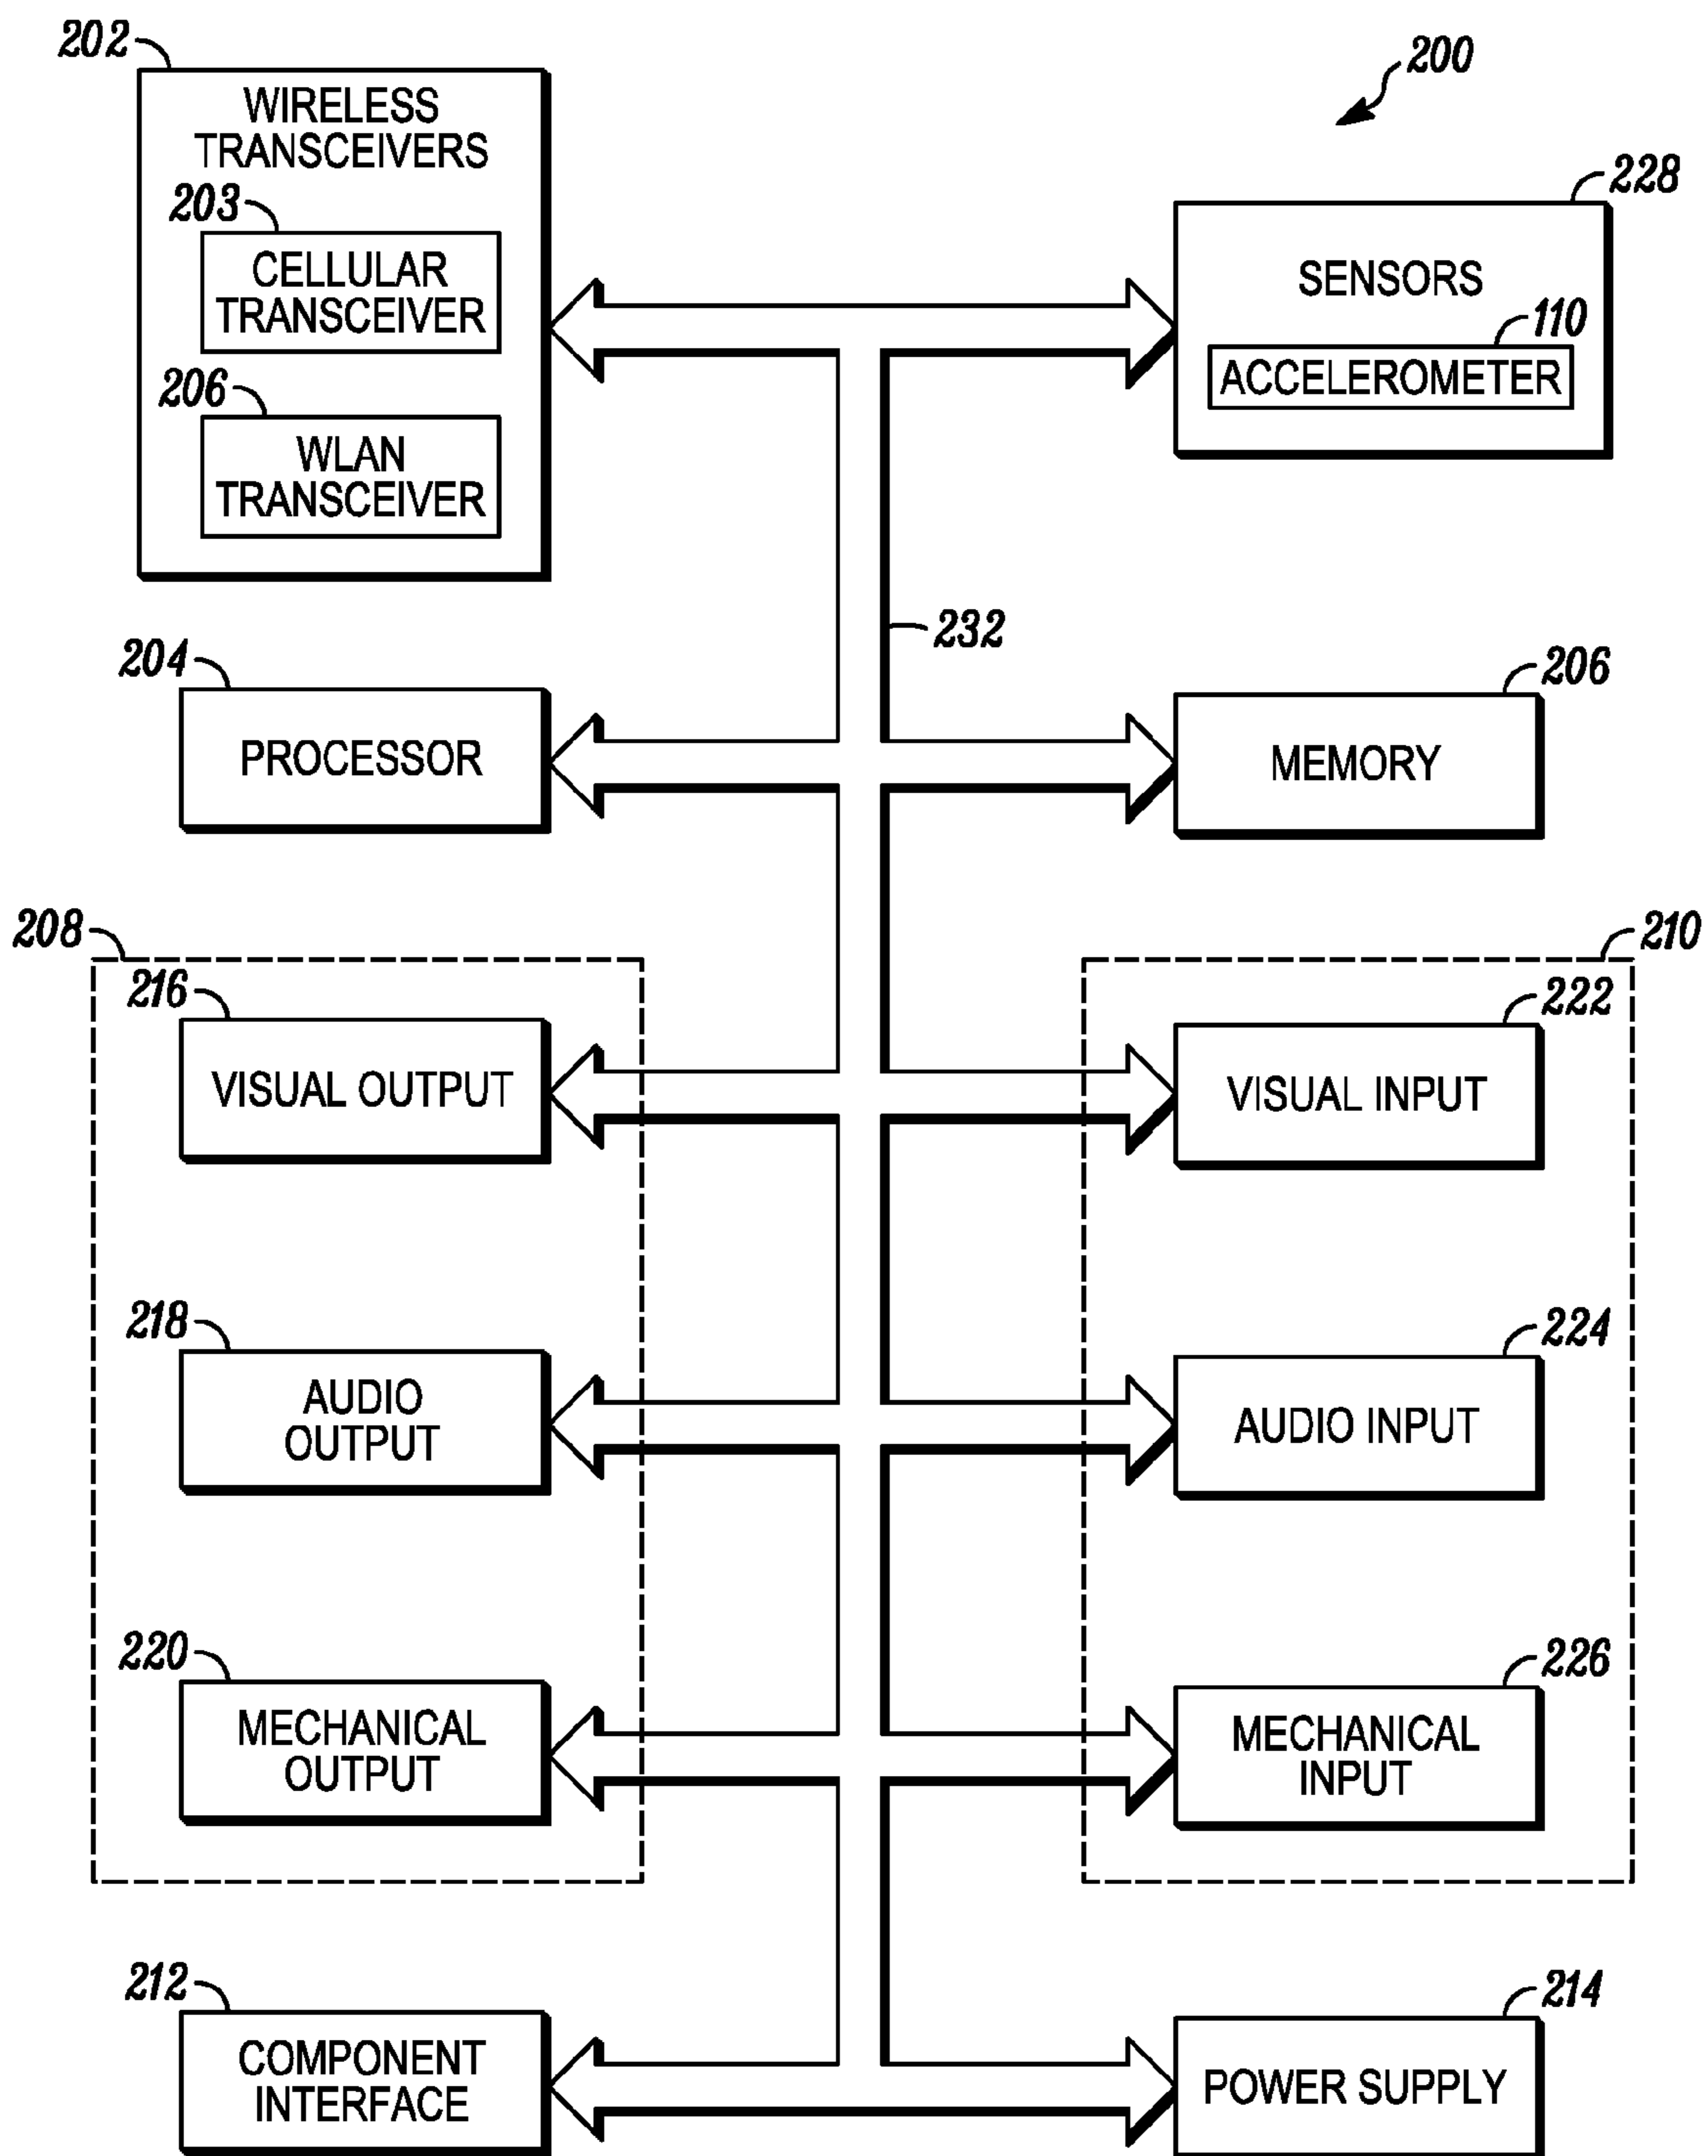 202
200
WIRELESS
TRANSCEIVERS
228
203
SENSORS
CELLULAR
TRANSCEIVER
110
ACCELEROMETER
206
WLAN
TRANSCEIVER
232
204
206
PROCESSOR
MEMORY
208
210
216
222
VISUAL OUTPUT
VISUAL INPUT
218
224
AUDIO
OUTPUT
AUDIO INPUT
220
226
MECHANICAL
OUTPUT
MECHANICAL
INPUT
212
214
COMPONENT
INTERFACE
POWER SUPPLY